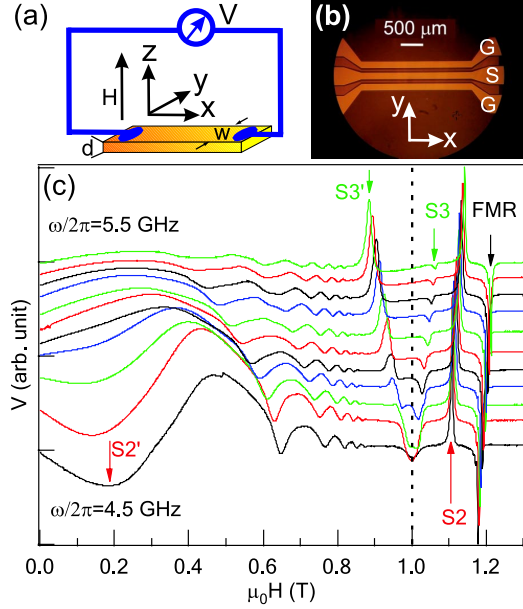 (a)
V
H
z
y
x
w
d
(b)
500 μm
G
S
G
y
x
(c)
S3'
S3
FMR
ω/2π=5.5 GHz
V (arb. unit)
S2'
S2
ω/2π=4.5 GHz
0.0 0.2 0.4 0.6 0.8 1.0 1.2
μ₀H (T)